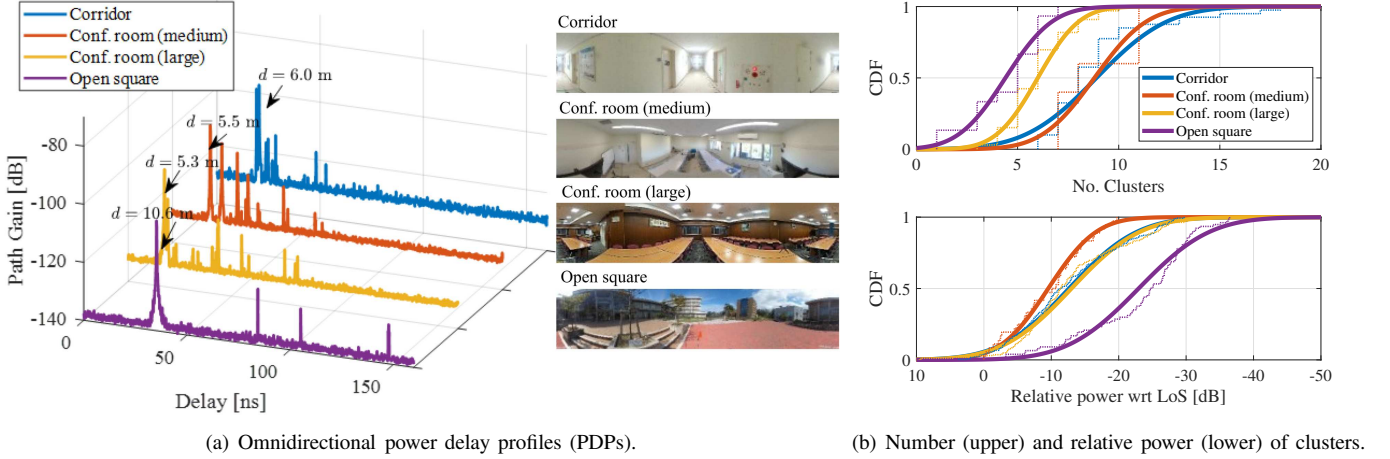 Corridor
Conf. room (medium)
Conf. room (large)
Open square
d = 6.0 m
d = 5.5 m
d = 5.3 m
d = 10.6 m
Path Gain [dB]
-80
-100
-120
-140
0
50
100
150
Delay [ns]
50
100
150
Corridor
Conf. room (medium)
Conf. room (large)
Open square
CDF
1
0.5
0
Corridor
Conf. room (medium)
Conf. room (large)
Open square
0 5 10 15 20
No. Clusters
CDF
1
0.5
0
10 0 -10 -20 -30 -40 -50
Relative power wrt LoS [dB]
(a) Omnidirectional power delay profiles (PDPs).
(b) Number (upper) and relative power (lower) of clusters.